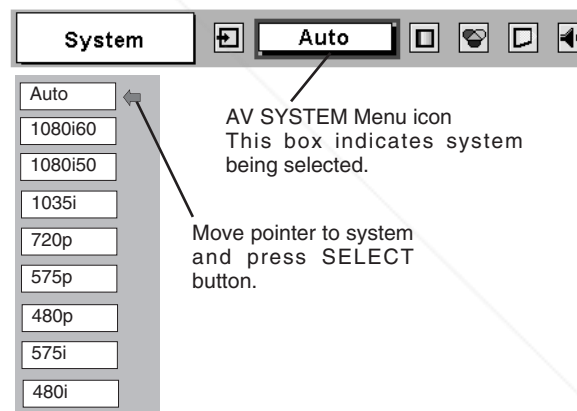 System
Auto
AV SYSTEM Menu icon
This box indicates system
being selected.
Auto
1080i60
1080i50
1035i
720p
575p
480p
575i
480i
Move pointer to system
and press SELECT
button.